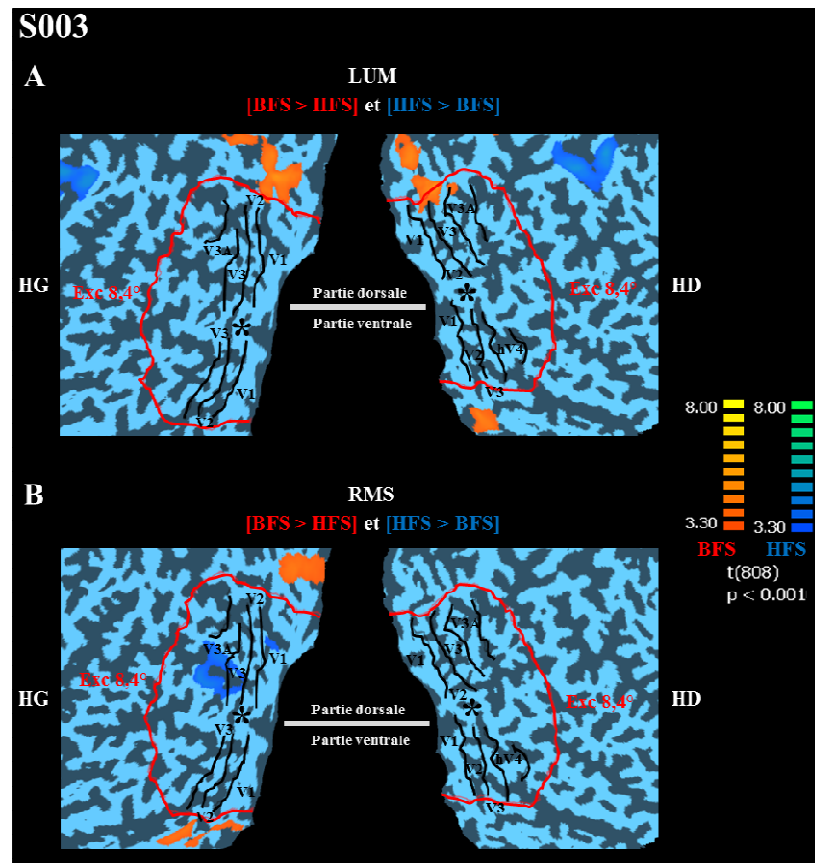 S003
A
LUM
[BFS > HFS] et [HFS > BFS]
V2
V3A
V3
V1
V3A
V3
V1
V2
HG
Exc 8,4°
Partie dorsale
Partie ventrale
Exc 8,4°
HD
V3
*
V1
V2
*
V1
V2
hV4
V3
8.00
8.00
3.30
3.30
BFS
HFS
t(808)
p < 0.001
B
RMS
[BFS > HFS] et [HFS > BFS]
V2
V3A
V3
V1
V3A
V3
V1
V2
HG
Exc 8,4°
Partie dorsale
Partie ventrale
Exc 8,4°
HD
V3
*
V1
V2
*
V1
V2
hV4
V3